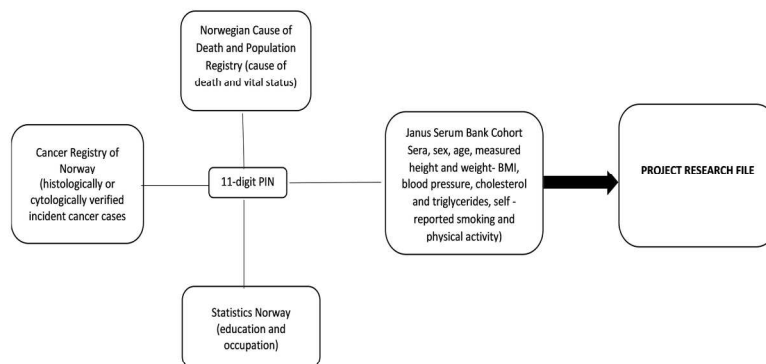 Norwegian Cause of
Death and Population
Registry (cause of
death and vital status)
Cancer Registry of
Norway
(histologically or
cytologically verified
incident cancer cases
11-digit PIN
Janus Serum Bank Cohort
Sera, sex, age, measured
height and weight- BMI,
blood pressure, cholesterol
and triglycerides, self -
reported smoking and
physical activity)
PROJECT RESEARCH FILE
Statistics Norway
(education and
occupation)